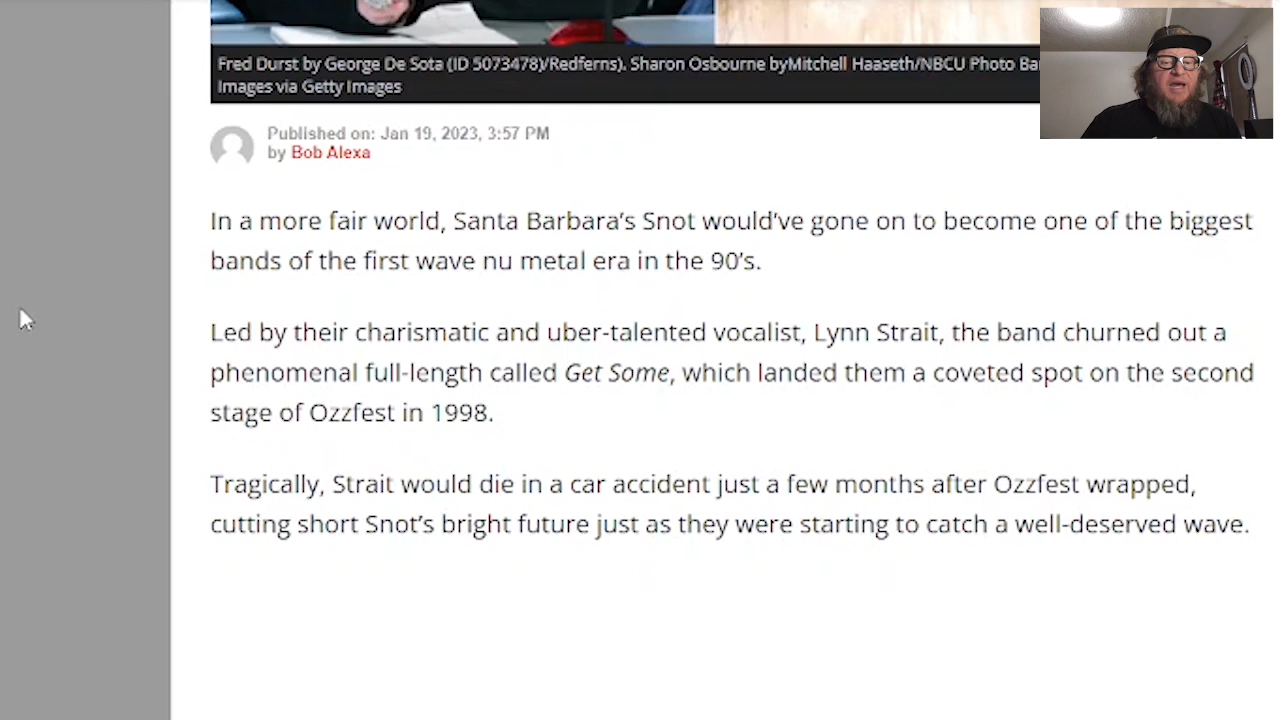 Fred Durst by George De Sota (ID 5073478)/Redferns). Sharon Osbourne byMitchell Haaseth/NBCU Photo
Images via Getty Images
Published on: Jan 19, 2023, 3:57 PM
by Bob Alexa
In a more fair world, Santa Barbara's Snot would've gone on to become one of the biggest
bands of the first wave nu metal era in the 90's.
Led by their charismatic and uber-talented vocalist, Lynn Strait, the band churned out a
phenomenal full-length called Get Some, which landed them a coveted spot on the second
stage of Ozzfest in 1998.
Tragically, Strait would die in a car accident just a few months after Ozzfest wrapped,
cutting short Snot's bright future just as they were starting to catch a well-deserved wave.